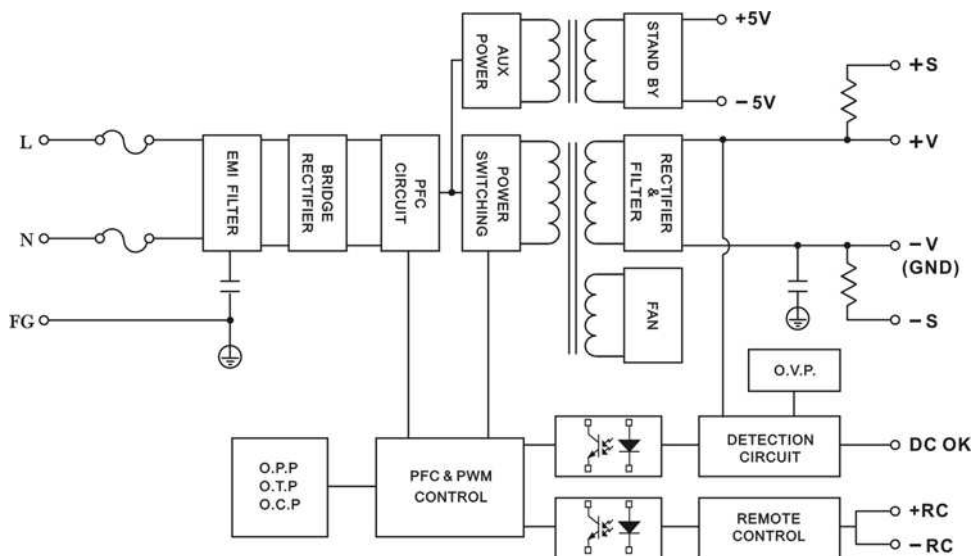 +5V
AUX
POWER
STAND BY
-5V
+S
L
+V
EMI FILTER
BRIDGE
RECTIFIER
PFC
CIRCUIT
POWER
SWITCHING
RECTIFIER
&
FILTER
N
-V
(GND)
FAN
FG
-S
O.V.P.
O.P.P
O.T.P
O.C.P
PFC & PWM
CONTROL
DETECTION
CIRCUIT
DC OK
REMOTE
CONTROL
+RC
-RC